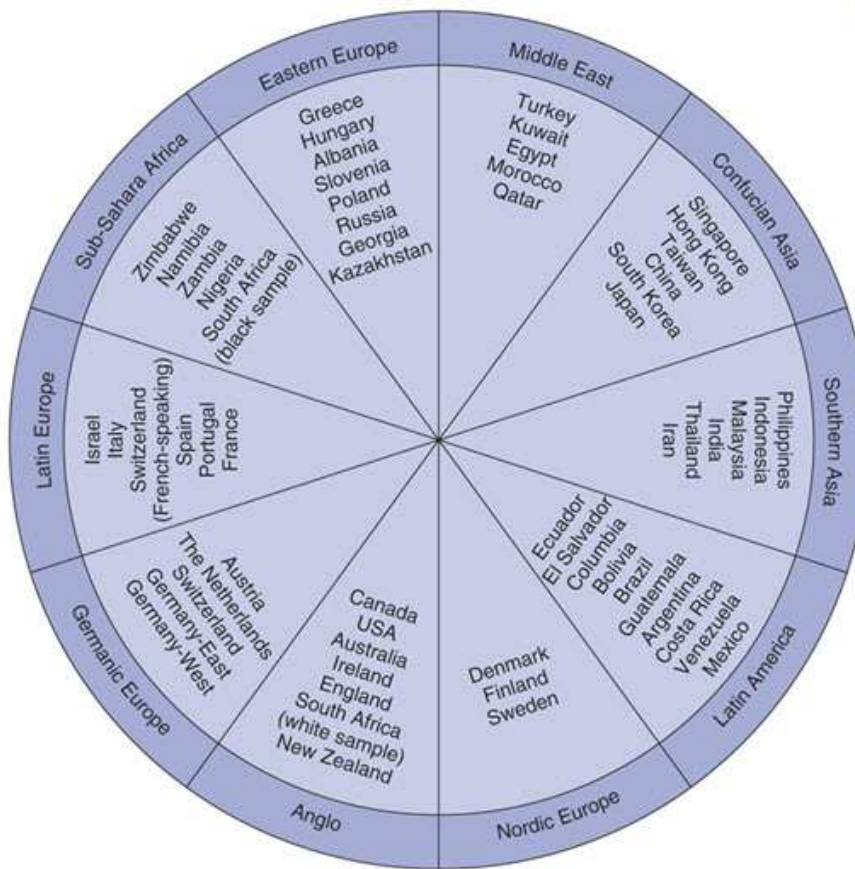 Eastern Europe
Greece
Hungary
Albania
Slovenia
Poland
Russia
Georgia
Kazakhstan
Middle East
Turkey
Kuwait
Egypt
Morocco
Qatar
Confucian Asia
Singapore
Hong Kong
Taiwan
China
South Korea
Japan
Southern Asia
Philippines
Indonesia
Malaysia
India
Thailand
Iran
Latin America
Ecuador
El Salvador
Columbia
Bolivia
Brazil
Guatemala
Argentina
Costa Rica
Venezuela
Mexico
Nordic Europe
Denmark
Finland
Sweden
Anglo
Canada
USA
Australia
Ireland
England
South Africa
(white sample)
New Zealand
Germanic Europe
Austria
The Netherlands
Switzerland
Germany-East
Germany-West
Latin Europe
Israel
Italy
Switzerland
(French-speaking)
Spain
Portugal
France
Sub-Sahara Africa
Zimbabwe
Namibia
Zambia
Nigeria
South Africa
(black sample)